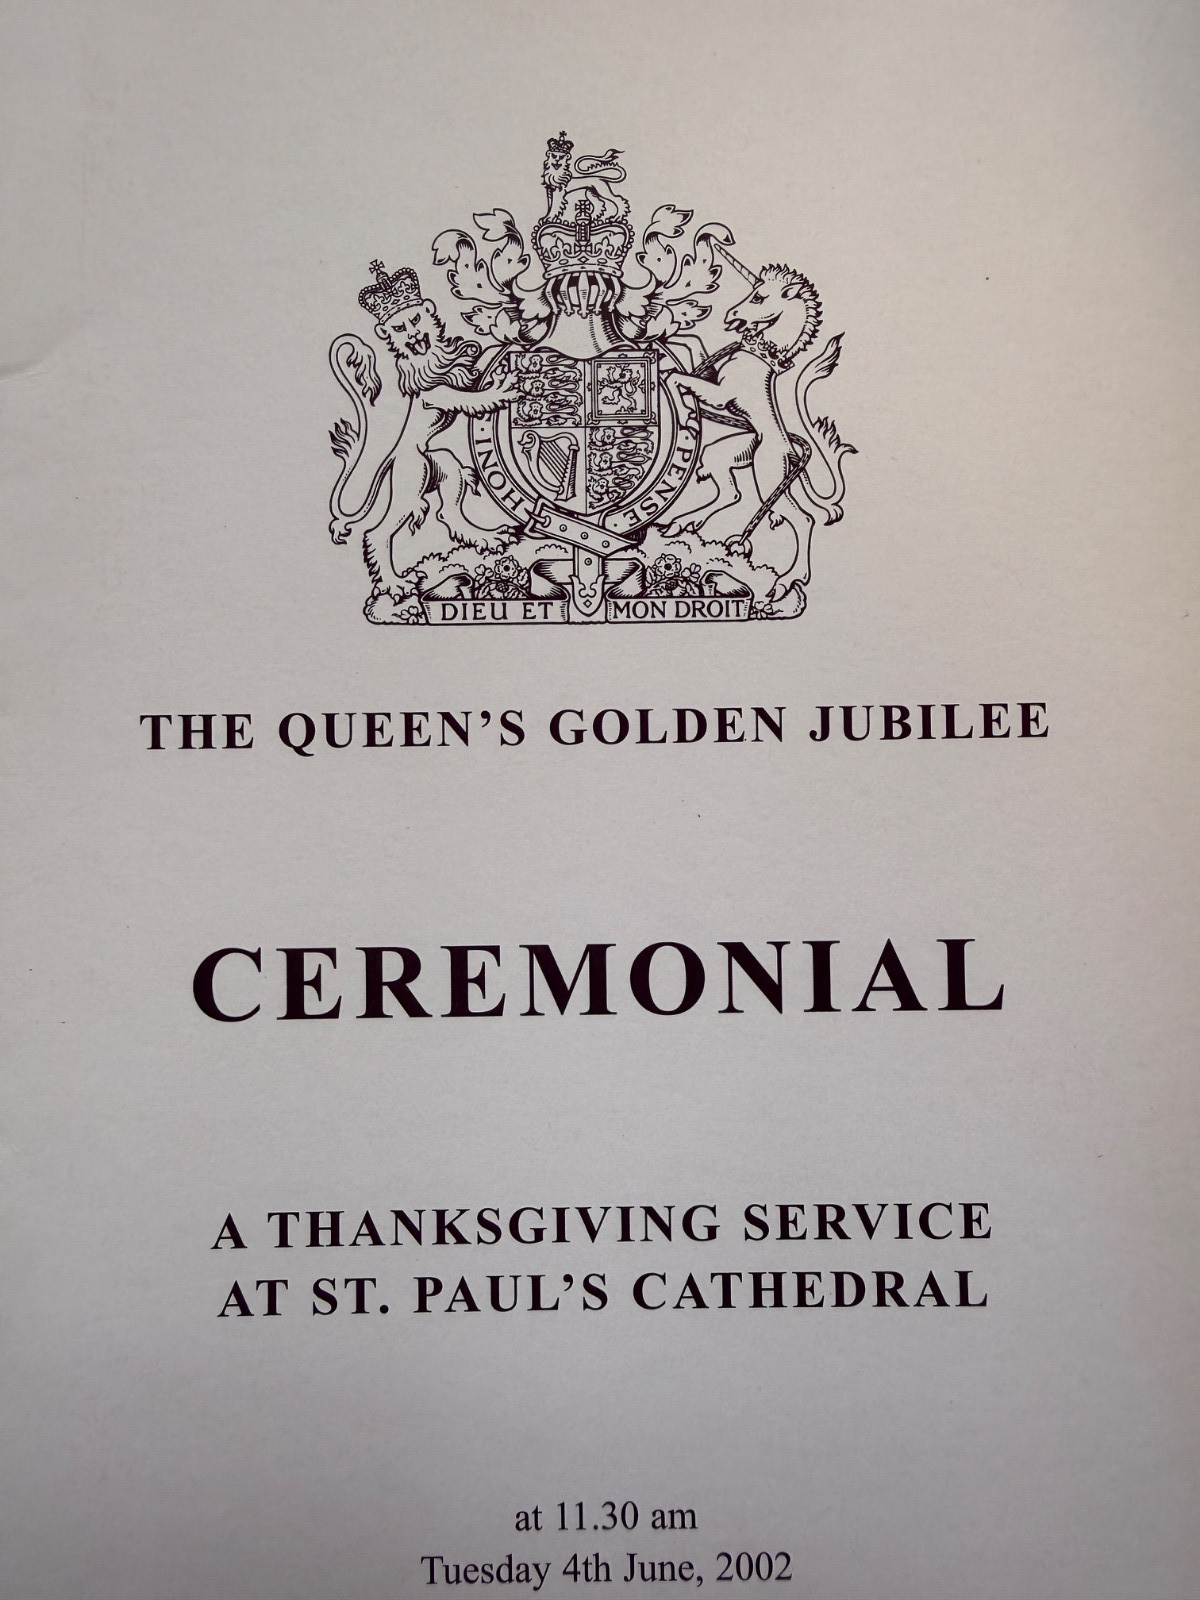 HONI
PENSE
DIEU ET MON DROIT
THE QUEEN’S GOLDEN JUBILEE
CEREMONIAL
A THANKSGIVING SERVICE
AT ST. PAUL’S CATHEDRAL
at 11.30 am
Tuesday 4th June, 2002